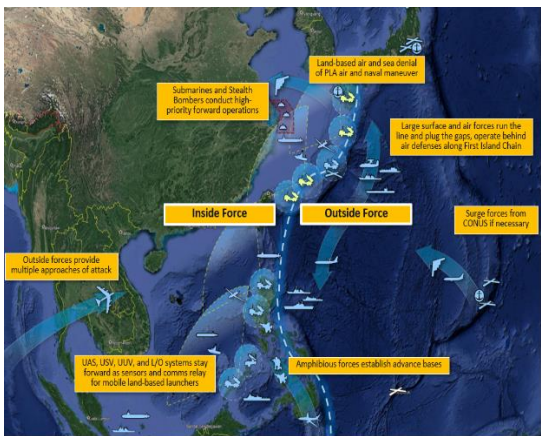 Land-based air and sea denial
of PLA air and naval maneuver
Submarines and Stealth
Bombers conduct high-
priority forward operations
Large surface and air forces run the
line and plug the gaps, operate behind
air defenses along First Island Chain
Inside Force
Outside Force
Surge forces from
CONUS if necessary
Outside forces provide
multiple approaches of attack
UAS, USV, UUV, and L/O systems stay
forward as sensors and comms relay
for mobile land-based launchers
Amphibious forces establish advance bases